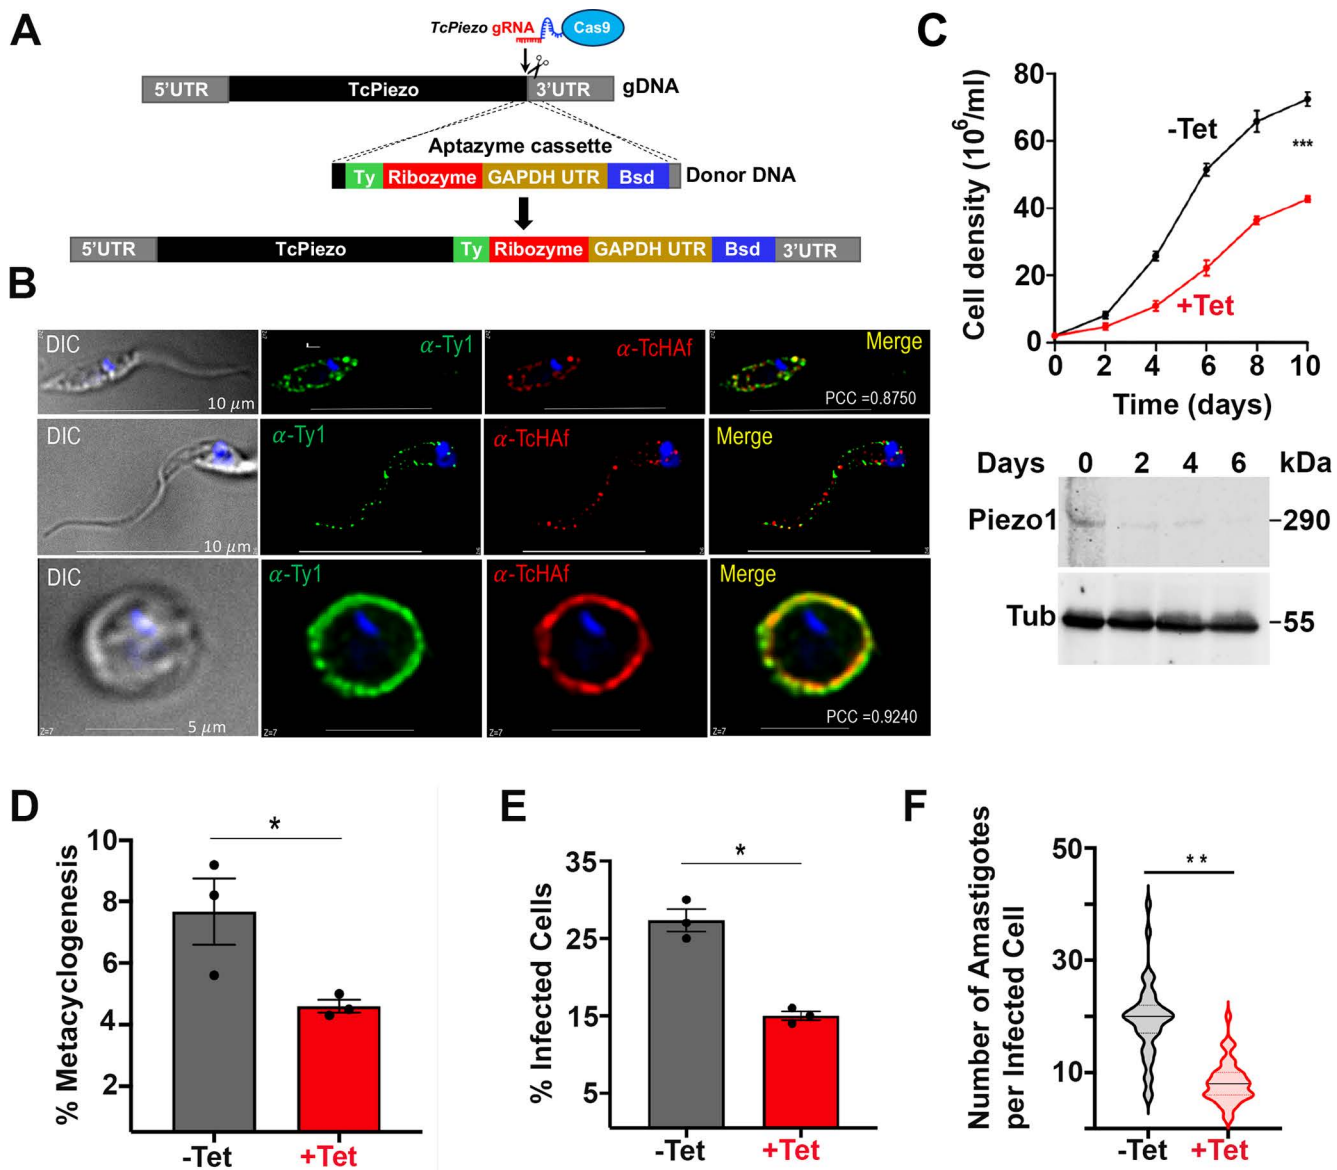 A
TcPiezo gRNA Cas9
5'UTR TcPiezo 3'UTR gDNA
Aptazyme cassette
Ty Ribozyme GAPDH UTR Bsd Donor DNA
5'UTR TcPiezo Ty Ribozyme GAPDH UTR Bsd 3'UTR
B
DIC α-Ty1 α-TcHAf Merge
10 µm PCC =0.8750
DIC α-Ty1 α-TcHAf Merge
10 µm
DIC α-Ty1 α-TcHAf Merge
5 µm PCC =0.9240
Z=7 Z=7 Z=7 Z=7
C
Cell density (10⁶/ml)
80
60
40
20
0
-Tet
***
+Tet
0 2 4 6 8 10
Time (days)
Days 0 2 4 6 kDa
Piezo1 -290
Tub -55
D
% Metacyclogenesis
10
8
6
4
2
*
-Tet +Tet
E
% Infected Cells
35
25
15
5
*
-Tet +Tet
F
Number of Amastigotes
per Infected Cell
50
30
10
**
-Tet +Tet